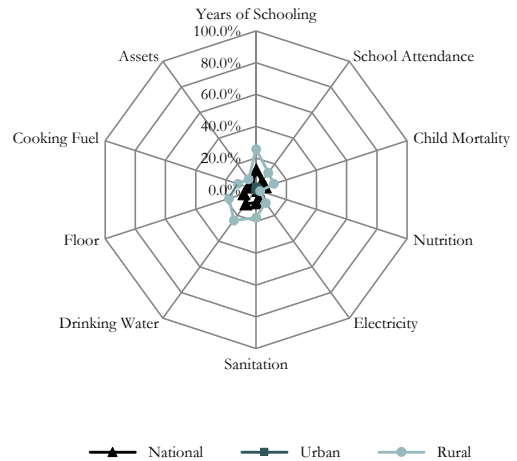 Years of Schooling
100.0%
Assets
School Attendance
80.0%
60.0%
40.0%
Cooking Fuel
Child Mortality
20.0%
0.0%
Floor
Nutrition
Drinking Water
Electricity
Sanitation
National Urban Rural